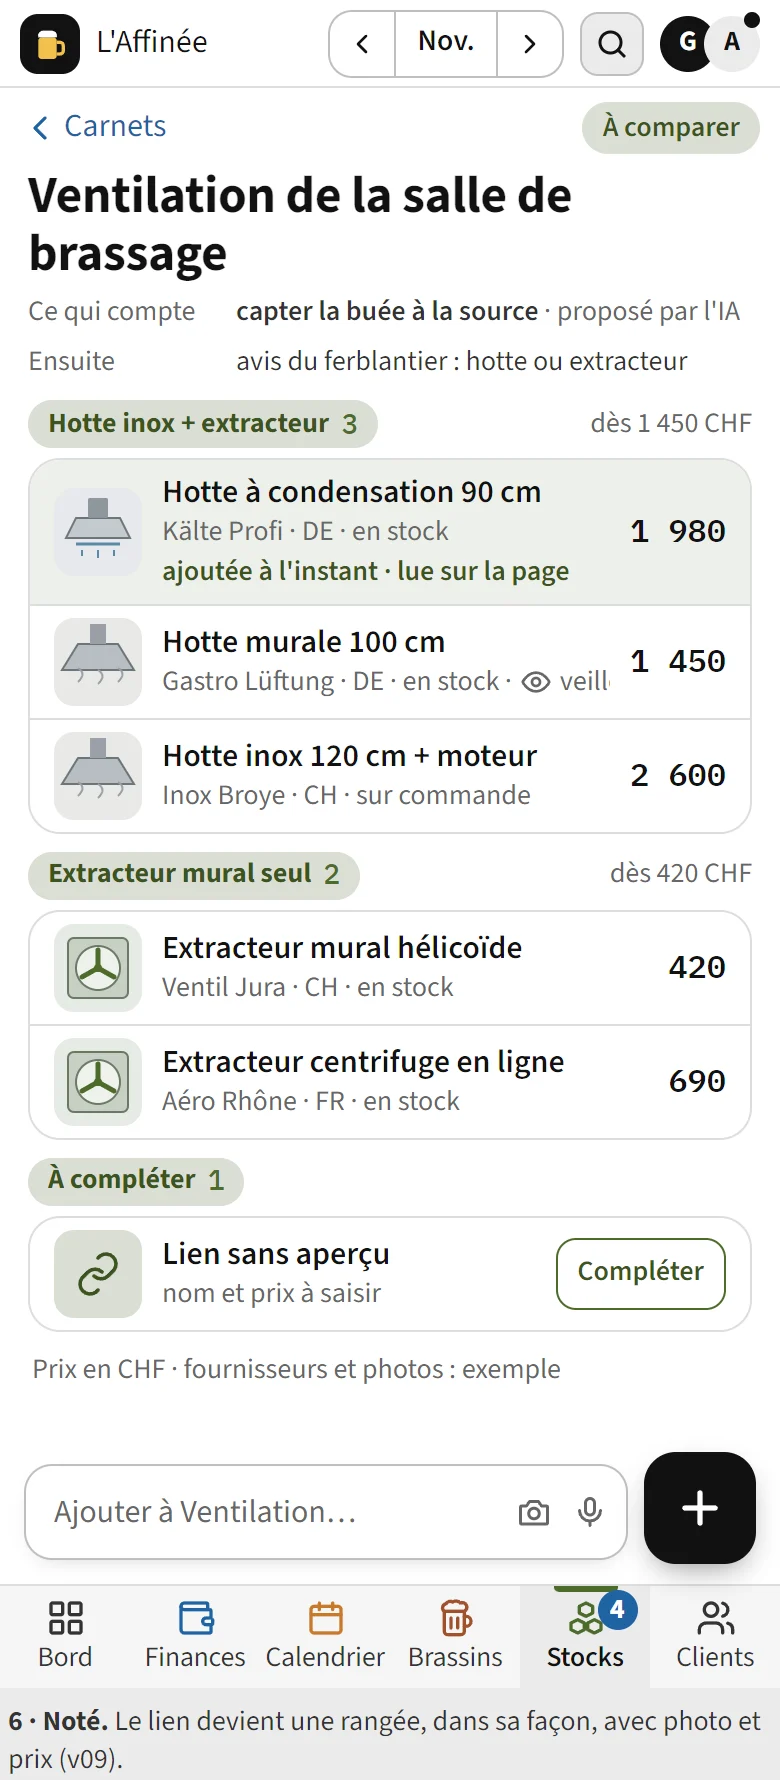 L'Affinée
Nov.
G
A
Carnets
À comparer
Ventilation de la salle de
brassage
Ce qui compte capter la buée à la source · proposé par l'IA
Ensuite avis du ferblantier : hotte ou extracteur
Hotte inox + extracteur 3 dès 1 450 CHF
Hotte à condensation 90 cm
Kälte Profi · DE · en stock
ajoutée à l'instant · lue sur la page
1 980
Hotte murale 100 cm
Gastro Lüftung · DE · en stock ·
1 450
Hotte inox 120 cm + moteur
Inox Broye · CH · sur commande
2 600
Extracteur mural seul 2 dès 420 CHF
Extracteur mural hélicoïde
Ventil Jura · CH · en stock
420
Extracteur centrifuge en ligne
Aéro Rhône · FR · en stock
690
À compléter 1
Lien sans aperçu
nom et prix à saisir
Compléter
Prix en CHF · fournisseurs et photos : exemple
Ajouter à Ventilation…
4
Bord Finances Calendrier Brassins Stocks Clients
6 · Noté. Le lien devient une rangée, dans sa façon, avec photo et
prix (v09).